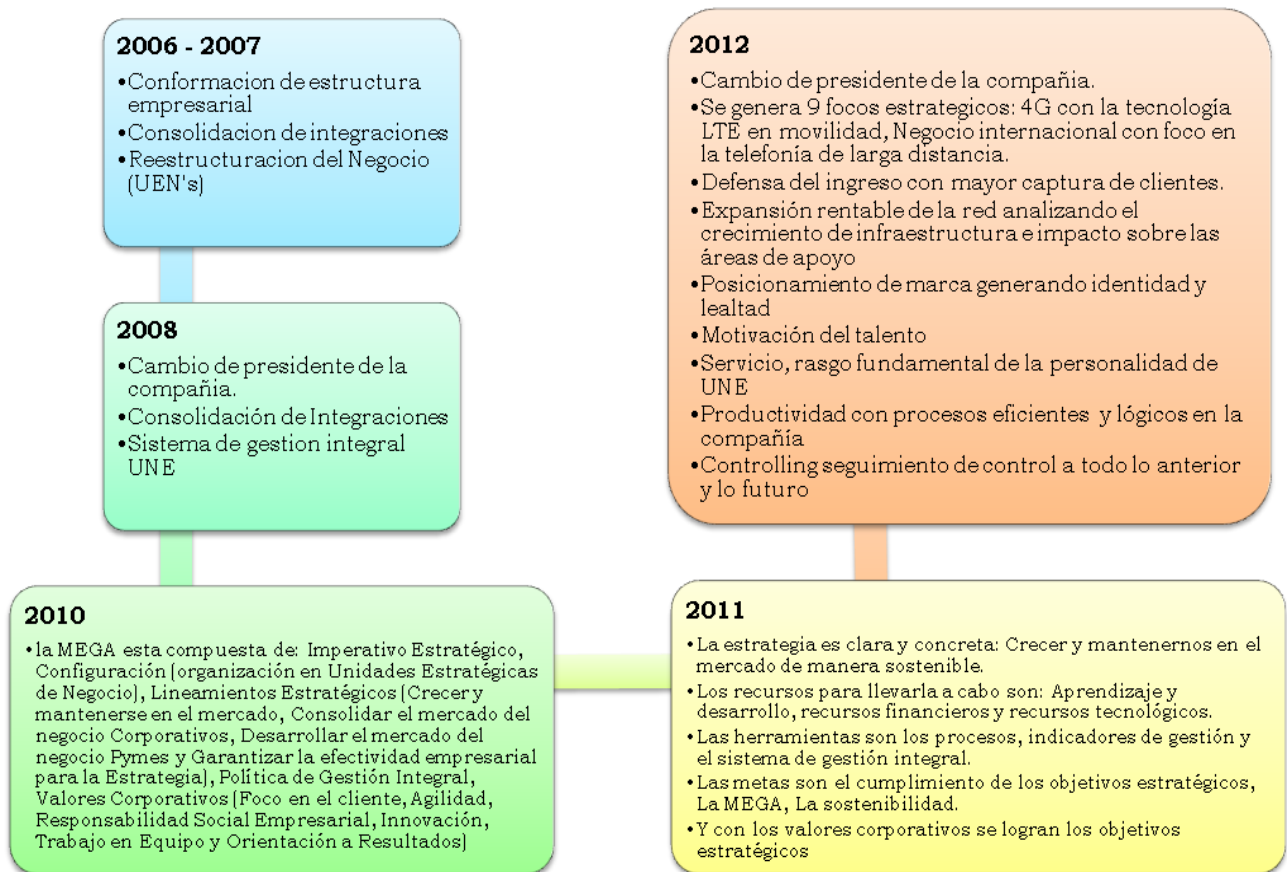 2006 - 2007
•Conformacion de estructura
empresarial
•Consolidacion de integraciones
•Reestructuracion del Negocio
(UEN's)
2008
•Cambio de presidente de la
compañia.
•Consolidación de Integraciones
•Sistema de gestion integral
UNE
2010
•la MEGA esta compuesta de: Imperativo Estratégico,
Configuración (organización en Unidades Estratégicas
de Negocio), Lineamientos Estratégicos (Crecer y
mantenerse en el mercado, Consolidar el mercado del
negocio Corporativos, Desarrollar el mercado del
negocio Pymes y Garantizar la efectividad empresarial
para la Estrategia), Política de Gestión Integral,
Valores Corporativos (Foco en el cliente, Agilidad,
Responsabilidad Social Empresarial, Innovación,
Trabajo en Equipo y Orientación a Resultados)
2011
•La estrategia es clara y concreta: Crecer y mantenernos en el
mercado de manera sostenible.
•Los recursos para llevarla a cabo son: Aprendizaje y
desarrollo, recursos financieros y recursos tecnológicos.
•Las herramientas son los procesos, indicadores de gestión y
el sistema de gestión integral.
•Las metas son el cumplimiento de los objetivos estratégicos,
La MEGA, La sostenibilidad.
•Y con los valores corporativos se logran los objetivos
estratégicos
2012
•Cambio de presidente de la compañia.
•Se genera 9 focos estrategicos: 4G con la tecnología
LTE en movilidad, Negocio internacional con foco en
la telefonía de larga distancia.
•Defensa del ingreso con mayor captura de clientes.
•Expansión rentable de la red analizando el
crecimiento de infraestructura e impacto sobre las
áreas de apoyo
•Posicionamiento de marca generando identidad y
lealtad
•Motivación del talento
•Servicio, rasgo fundamental de la personalidad de
UNE
•Productividad con procesos eficientes y lógicos en la
compañía
•Controlling seguimiento de control a todo lo anterior
y lo futuro